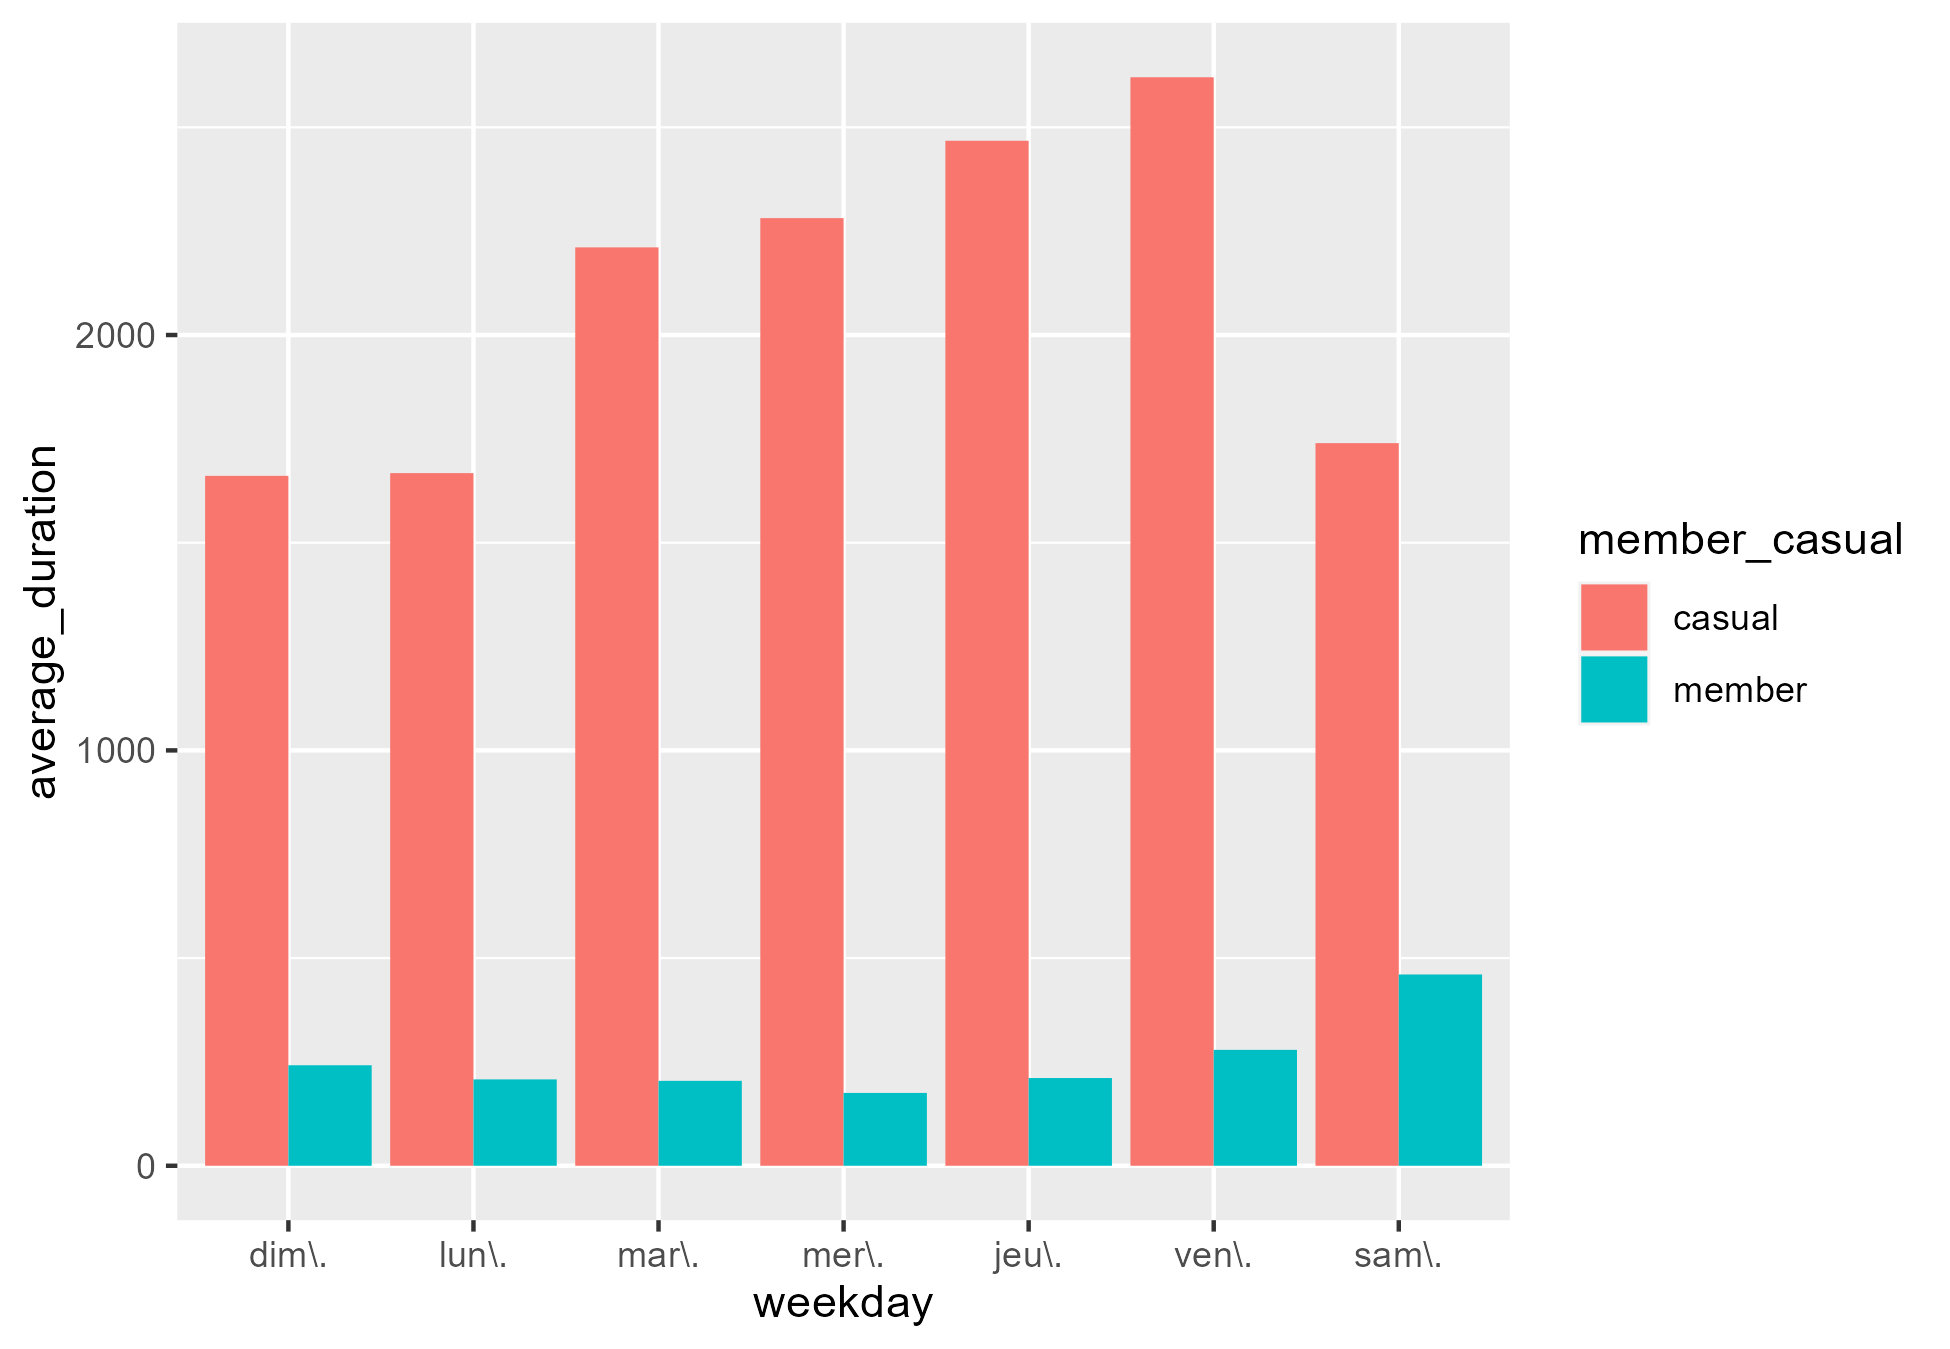 average_duration
2000
1000
0
dim\.
lun\.
mar\.
mer\.
jeu\.
ven\.
sam\.
weekday
member_casual
casual
member